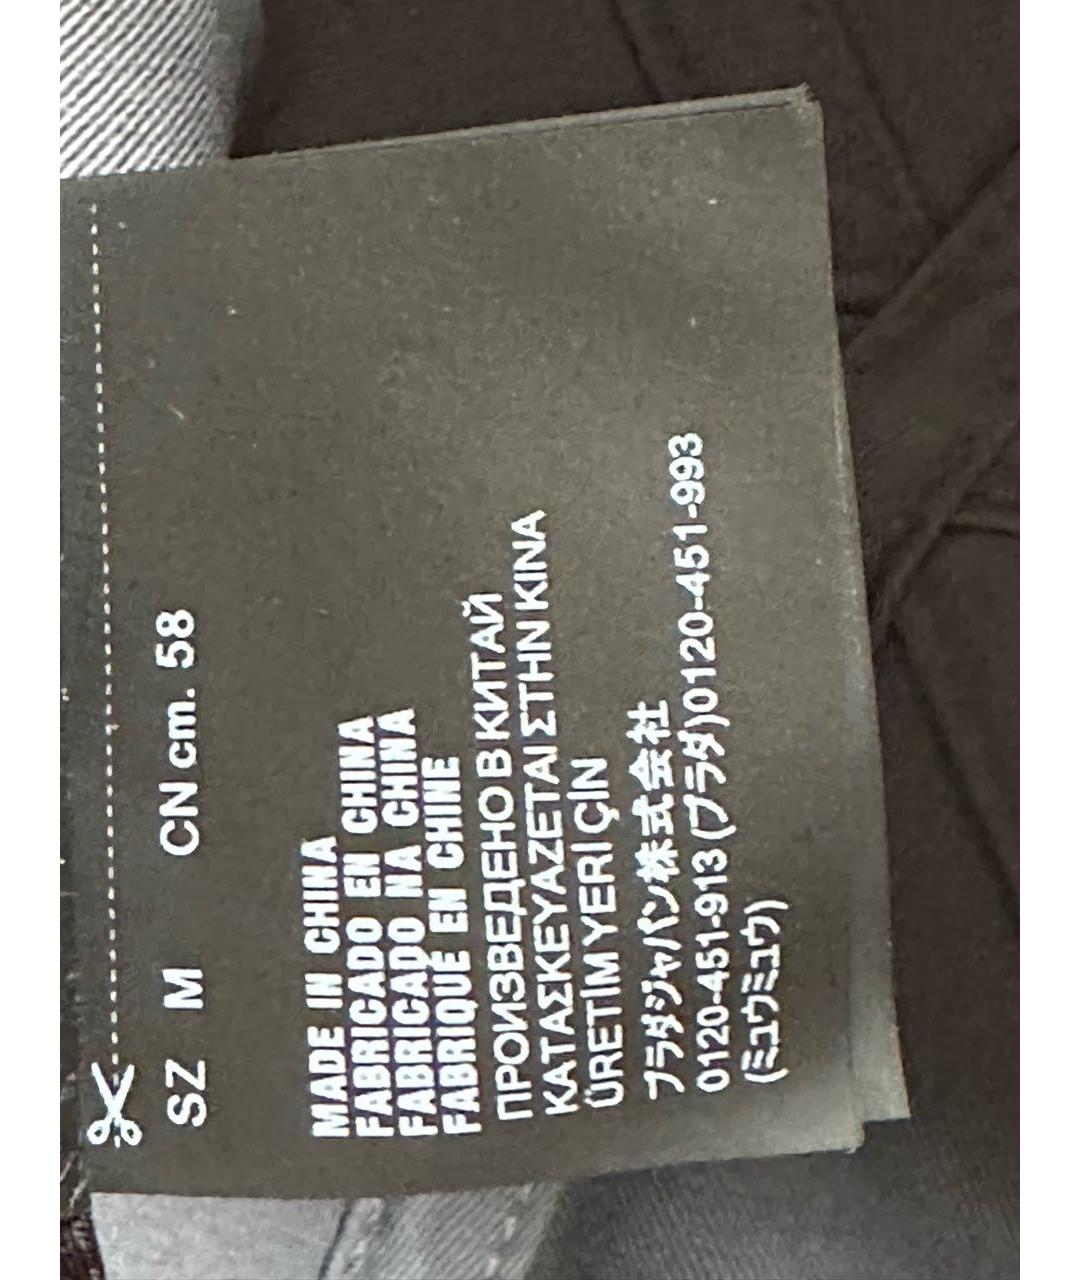 SZ M CN cm. 58
MADE IN CHINA
FABRICADO EN CHINA
FABRICADO NA CHINA
FABRIQUÉ EN CHINE
ПРОИЗВЕДЕНО В КИТАЙ
ΚΑΤΑΣΚΕΥΑΖΕΤΑΙ ΣΤΗΝ ΚΙΝΑ
ÜRETİM YERİ ÇİN
プラダジャパン株式会社
0120-451-913 (プラダ)0120-451-993
(ミュウミュウ)